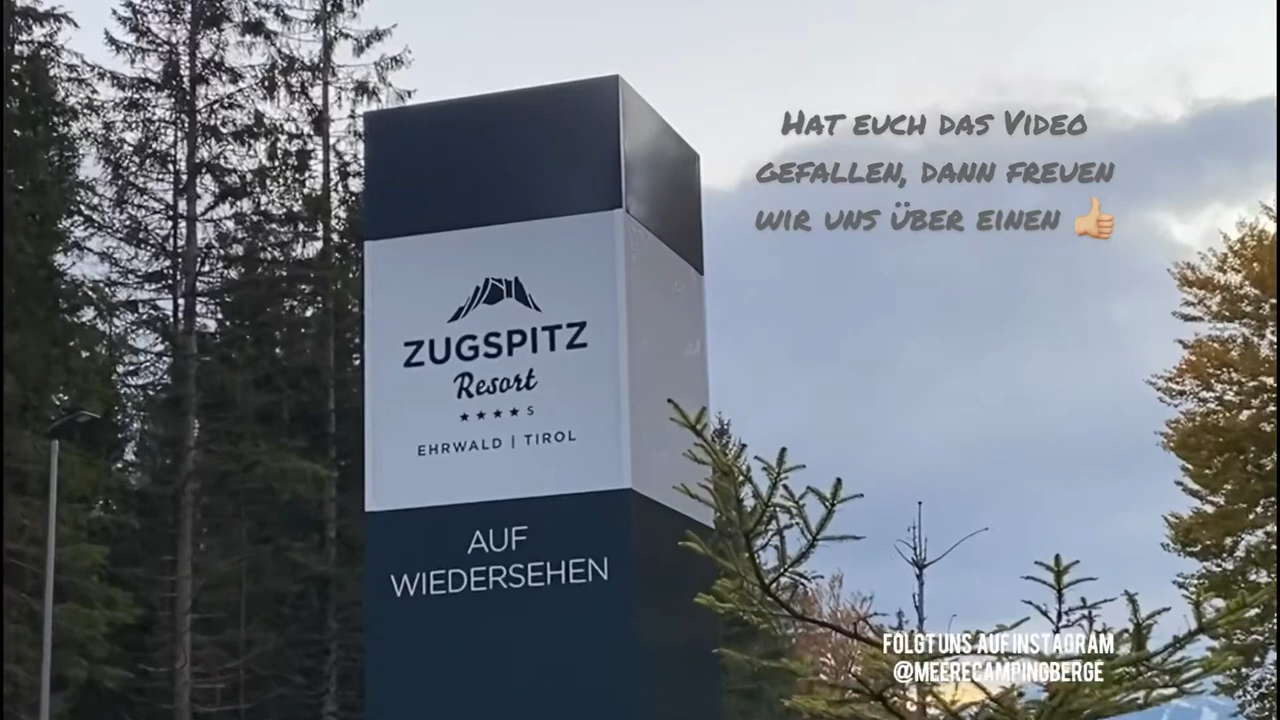 HAT EUCH DAS VIDEO
GEFALLEN, DANN FREUEN
WIR UNS ÜBER EINEN 👍🏼
ZUGSPITZ
Resort
★★★★ S
EHRWALD | TIROL
AUF
WIEDERSEHEN
FOLGT UNS AUF INSTAGRAM
@MEERECAMPINGBERGE